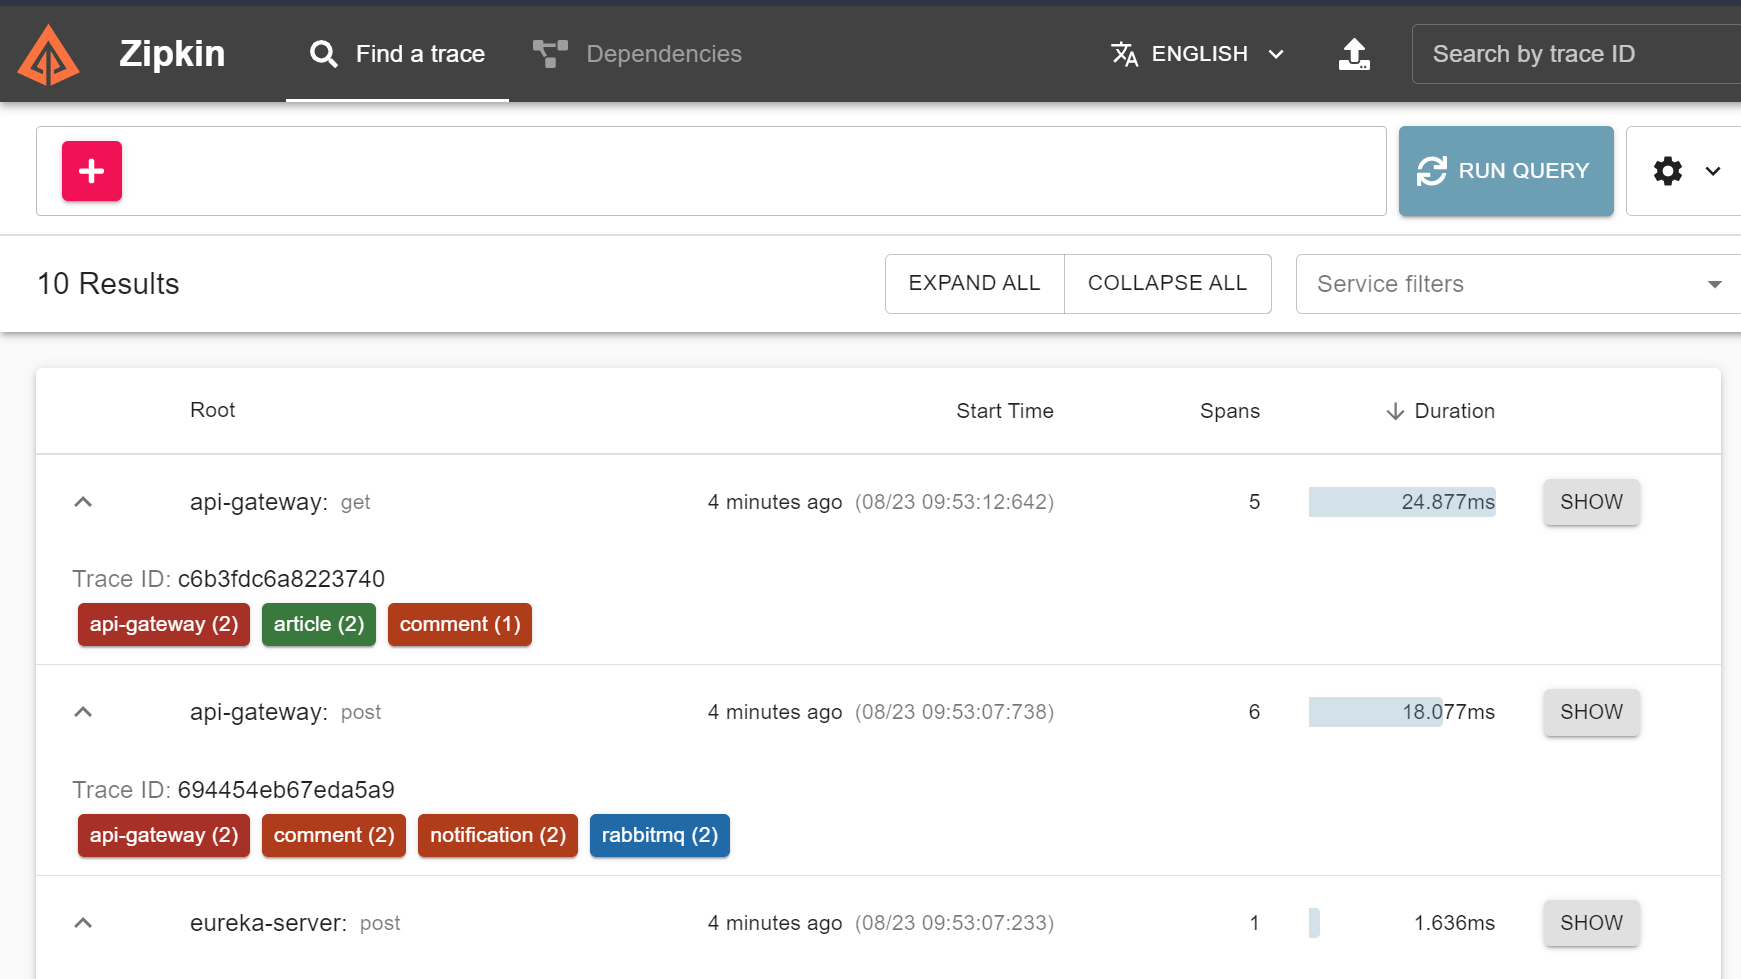 Zipkin Find a trace Dependencies ENGLISH Search by trace ID
RUN QUERY
10 Results EXPAND ALL COLLAPSE ALL Service filters
Root Start Time Spans Duration
api-gateway: get 4 minutes ago (08/23 09:53:12:642) 5 24.877ms SHOW
Trace ID: c6b3fdc6a8223740
api-gateway (2) article (2) comment (1)
api-gateway: post 4 minutes ago (08/23 09:53:07:738) 6 18.077ms SHOW
Trace ID: 694454eb67eda5a9
api-gateway (2) comment (2) notification (2) rabbitmq (2)
eureka-server: post 4 minutes ago (08/23 09:53:07:233) 1 1.636ms SHOW